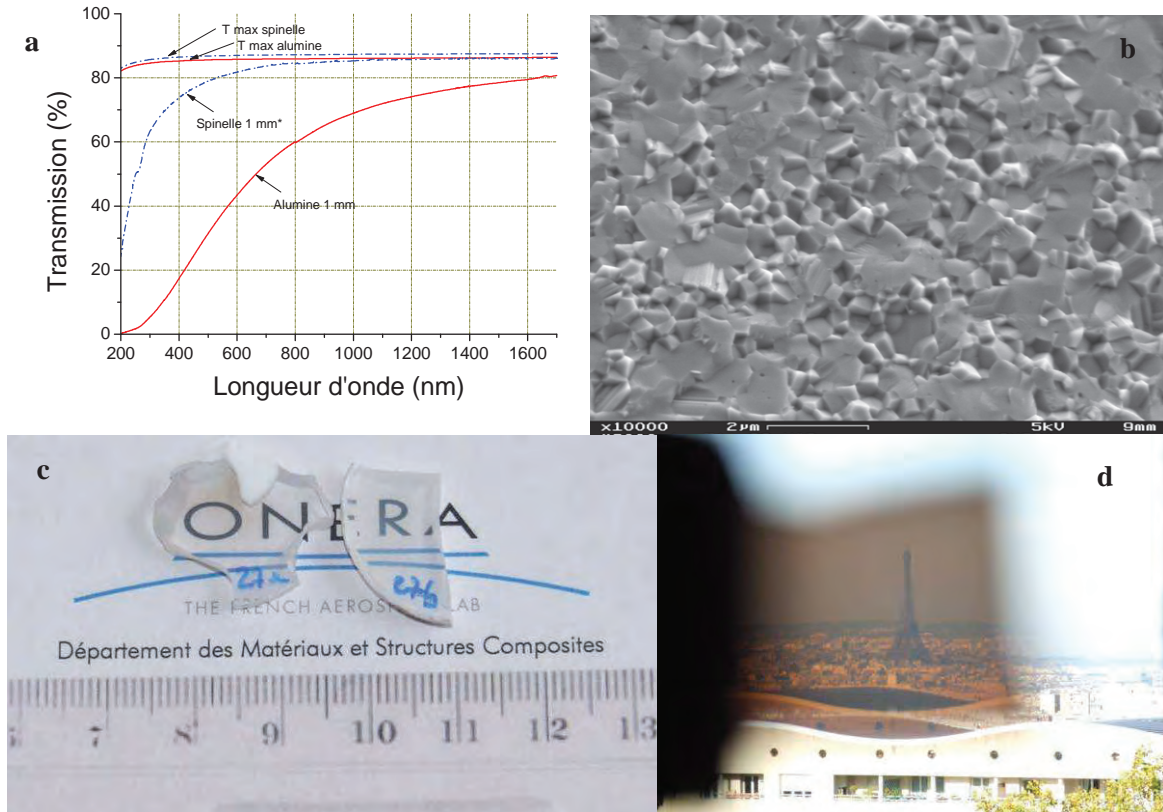 a
100
80
60
40
20
0
Transmission (%)
T max spinelle
T max alumine
Spinelle 1 mm*
Alumine 1 mm
200 400 600 800 1000 1200 1400 1600
Longueur d'onde (nm)
b
x10000 2µm 5kV 9mm
c
ONERA
27a 27b
THE FRENCH AEROSPACE LAB
Département des Matériaux et Structures Composites
7 8 9 10 11 12 13
d